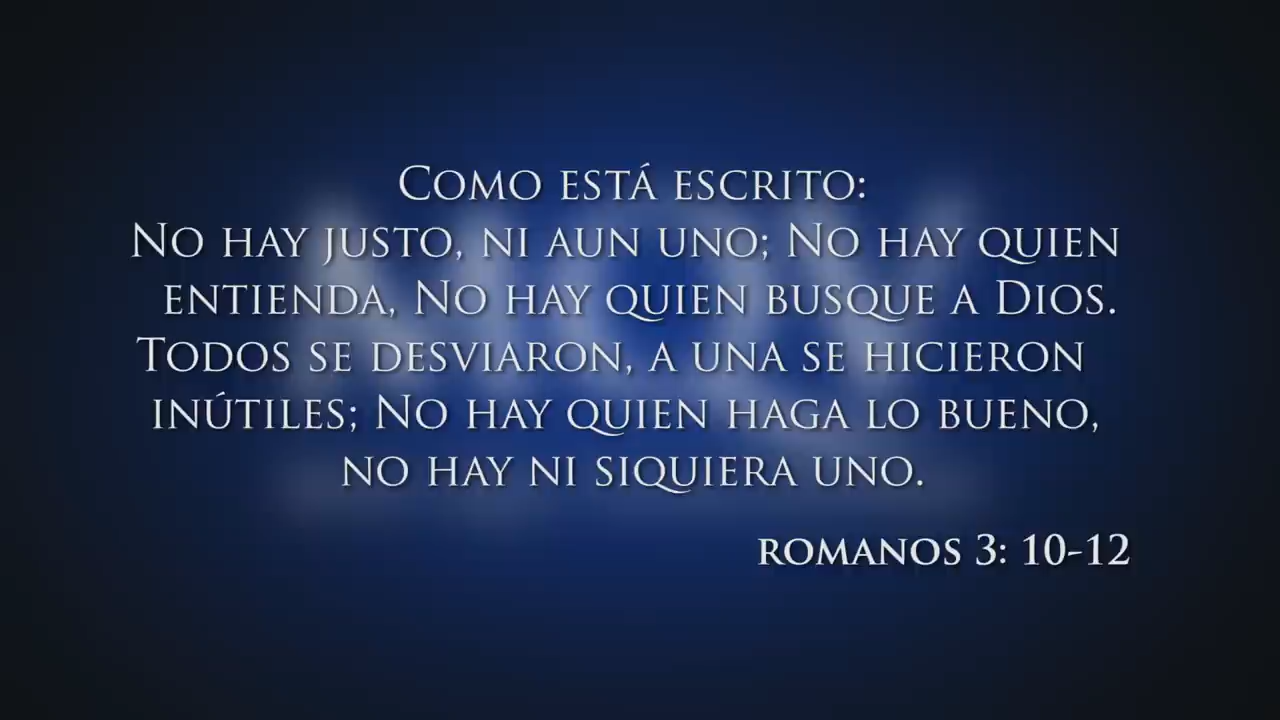 Como está escrito:
No hay justo, ni aun uno; No hay quien
entienda, No hay quien busque a Dios.
Todos se desviaron, a una se hicieron
inútiles; No hay quien haga lo bueno,
no hay ni siquiera uno.
romanos 3: 10-12